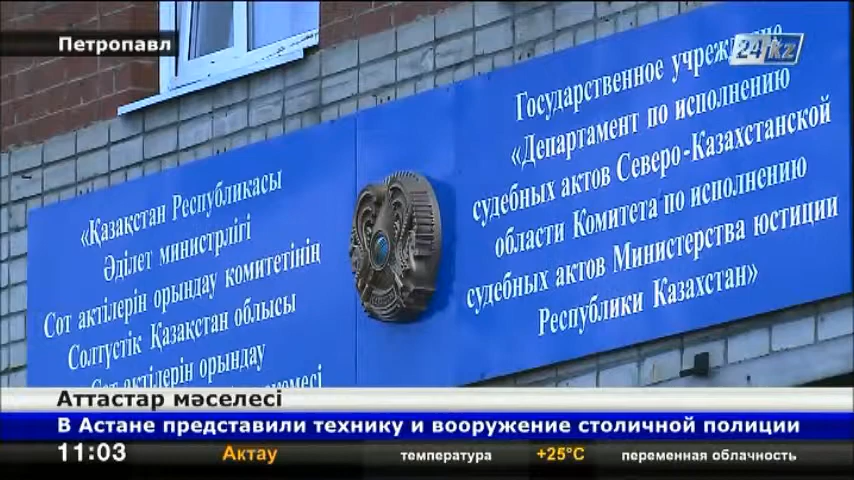 Петропавл
24.kz
«Қазақстан Республикасы
Әділет министрлігі
Сот актілерін орындау комитетінің
Солтүстік Қазақстан облысы
Сот актілерін орындау
Государственное учреждение
«Департамент по исполнению
судебных актов Северо-Казахстанской
области Комитета по исполнению
судебных актов Министерства юстиции
Республики Казахстан»
Аттастар мәселесі
В Астане представили технику и вооружение столичной полиции
11:03 Актау температура +25°C переменная облачность